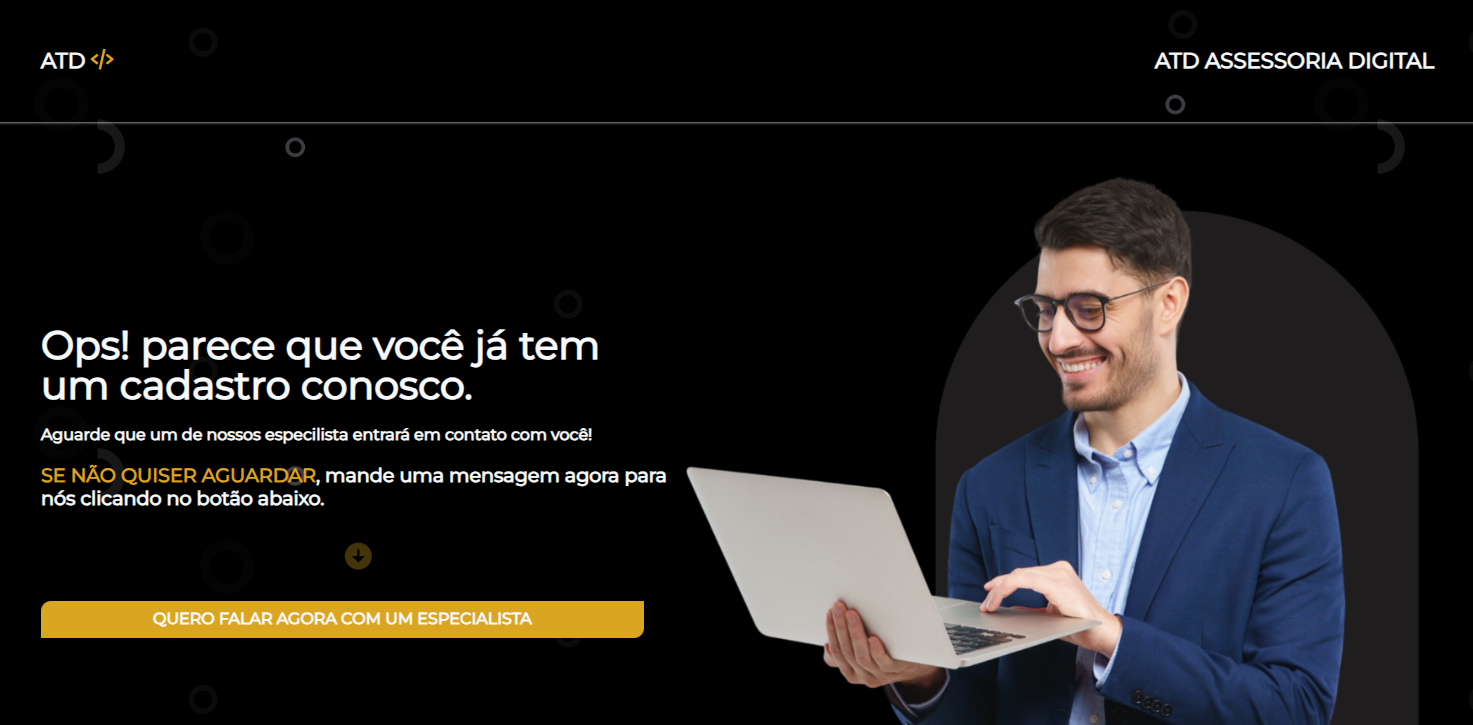 ATD </>
ATD ASSESSORIA DIGITAL
Ops! parece que você já tem
um cadastro conosco.
Aguarde que um de nossos especilista entrará em contato com você!
SE NÃO QUISER AGUARDAR, mande uma mensagem agora para
nós clicando no botão abaixo.
QUERO FALAR AGORA COM UM ESPECIALISTA